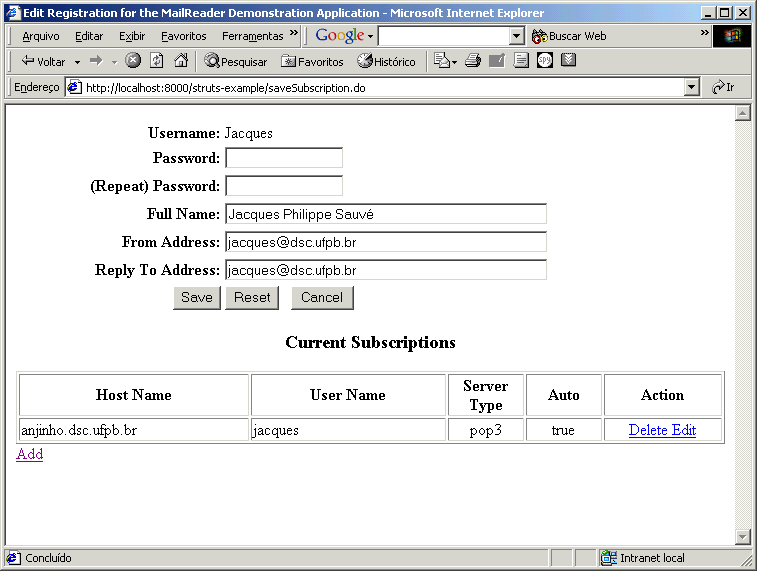 Edit Registration for the MailReader Demonstration Application - Microsoft Internet Explorer
Arquivo Editar Exibir Favoritos Ferramentas » Google Buscar Web »
Voltar Pesquisar Favoritos Histórico
Endereço http://localhost:8000/struts-example/saveSubscription.do Ir
Username: Jacques
Password:
(Repeat) Password:
Full Name: Jacques Philippe Sauvé
From Address: jacques@dsc.ufpb.br
Reply To Address: jacques@dsc.ufpb.br
Save Reset Cancel
Current Subscriptions
Host Name User Name Server Type Auto Action
anjinho.dsc.ufpb.br jacques pop3 true Delete Edit
Add
Concluído Intranet local